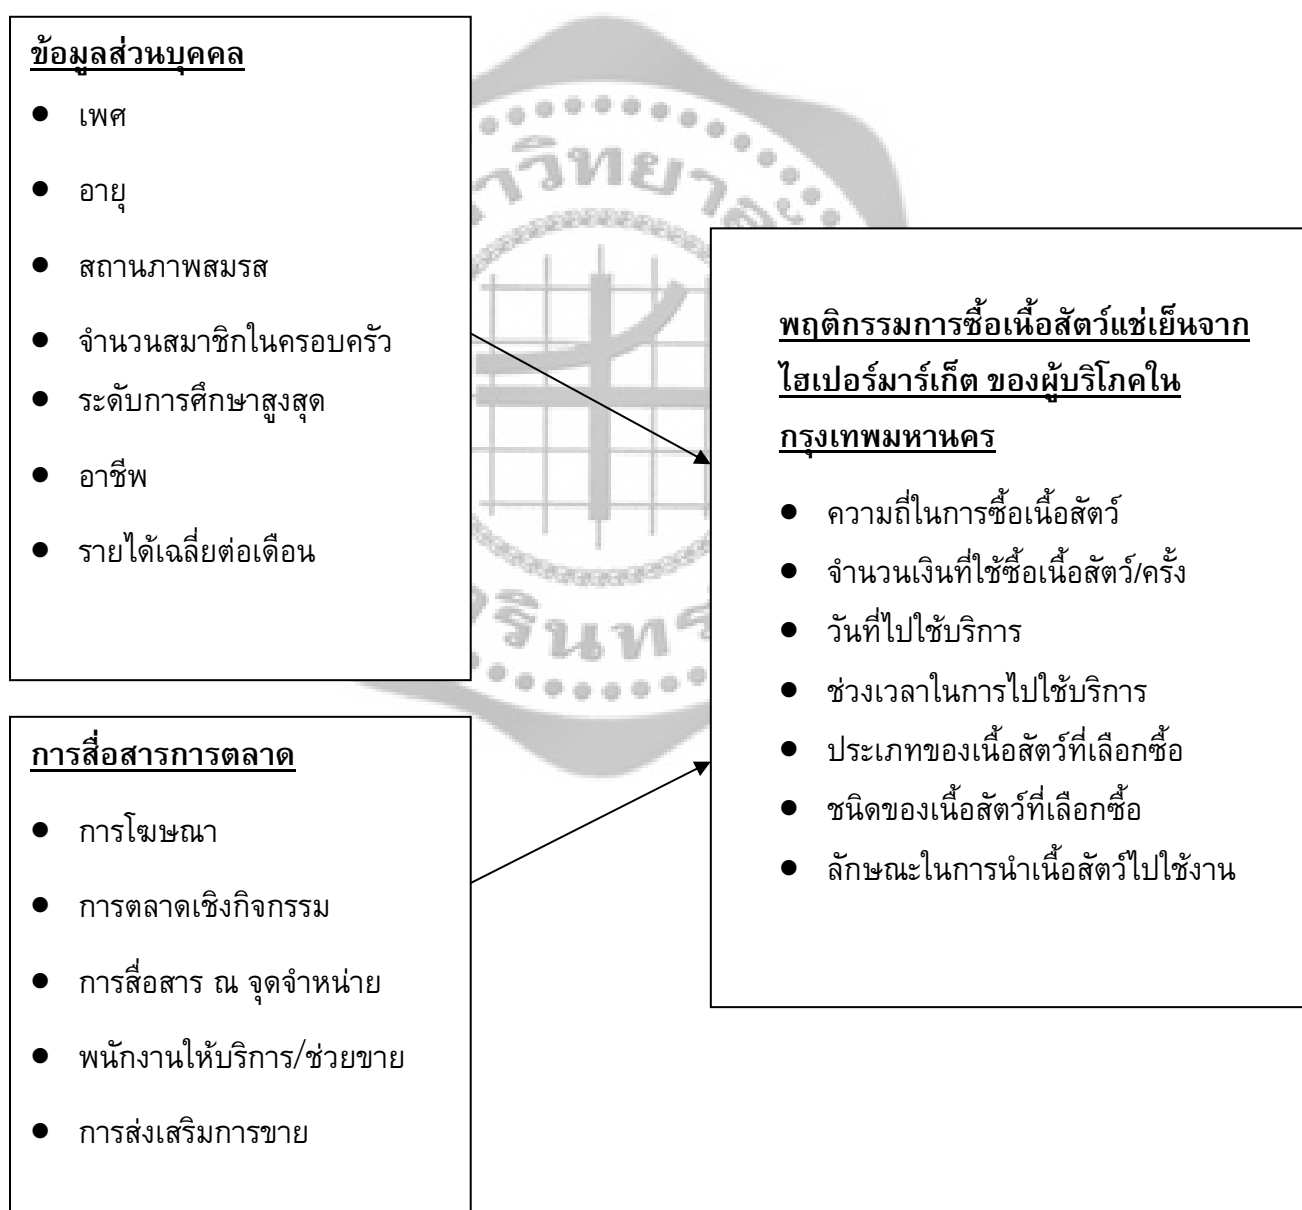 ข้อมูลส่วนบุคคล
● เพศ
● อายุ
● สถานภาพสมรส
● จำนวนสมาชิกในครอบครัว
● ระดับการศึกษาสูงสุด
● อาชีพ
● รายได้เฉลี่ยต่อเดือน
การสื่อสารการตลาด
● การโฆษณา
● การตลาดเชิงกิจกรรม
● การสื่อสาร ณ จุดจำหน่าย
● พนักงานให้บริการ/ช่วยขาย
● การส่งเสริมการขาย
พฤติกรรมการซื้อเนื้อสัตว์แช่เย็นจาก
ไฮเปอร์มาร์เก็ต ของผู้บริโภคใน
กรุงเทพมหานคร
● ความถี่ในการซื้อเนื้อสัตว์
● จำนวนเงินที่ใช้ซื้อเนื้อสัตว์/ครั้ง
● วันที่ไปใช้บริการ
● ช่วงเวลาในการไปใช้บริการ
● ประเภทของเนื้อสัตว์ที่เลือกซื้อ
● ชนิดของเนื้อสัตว์ที่เลือกซื้อ
● ลักษณะในการนำเนื้อสัตว์ไปใช้งาน